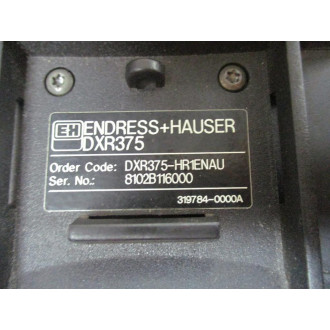 EH ENDRESS+HAUSER
DXR375
Order Code: DXR375-HR1ENAU
Ser. No.: 8102B116000
319784-0000A